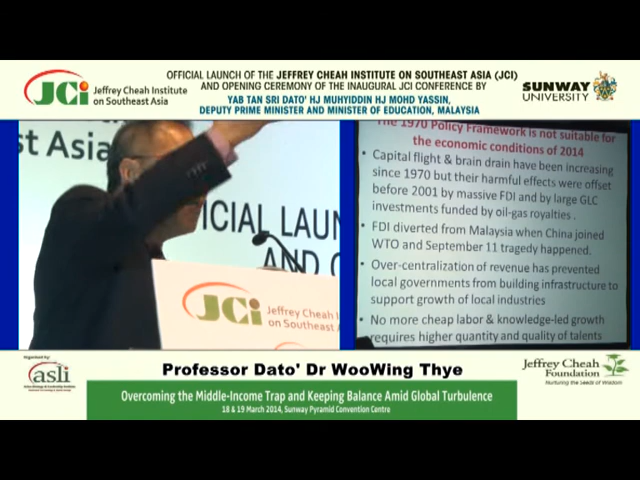 JCi
Jeffrey Cheah Institute
on Southeast Asia
OFFICIAL LAUNCH OF THE JEFFREY CHEAH INSTITUTE ON SOUTHEAST ASIA (JCI)
AND OPENING CEREMONY OF THE INAUGURAL JCI CONFERENCE BY
YAB TAN SRI DATO' HJ MUHYIDDIN HJ MOHD YASSIN,
DEPUTY PRIME MINISTER AND MINISTER OF EDUCATION, MALAYSIA
SUNWAY
UNIVERSITY
st Asia
FICIAL LAUN
AND
JCi
Jeffrey Cheah Institute
on Southeast Asia
The 1970 Policy Framework is not suitable for
the economic conditions of 2014
• Capital flight & brain drain have been increasing
since 1970 but their harmful effects were offset
before 2001 by massive FDI and by large GLC
investments funded by oil-gas royalties .
• FDI diverted from Malaysia when China joined
WTO and September 11 tragedy happened.
• Over-centralization of revenue has prevented
local governments from building infrastructure to
support growth of local industries
• No more cheap labor & knowledge-led growth
requires higher quantity and quality of talents
Organised by:
asli
Professor Dato' Dr WooWing Thye
Jeffrey Cheah
Foundation
Nurturing the Seeds of Wisdom
Overcoming the Middle-Income Trap and Keeping Balance Amid Global Turbulence
18 & 19 March 2014, Sunway Pyramid Convention Centre